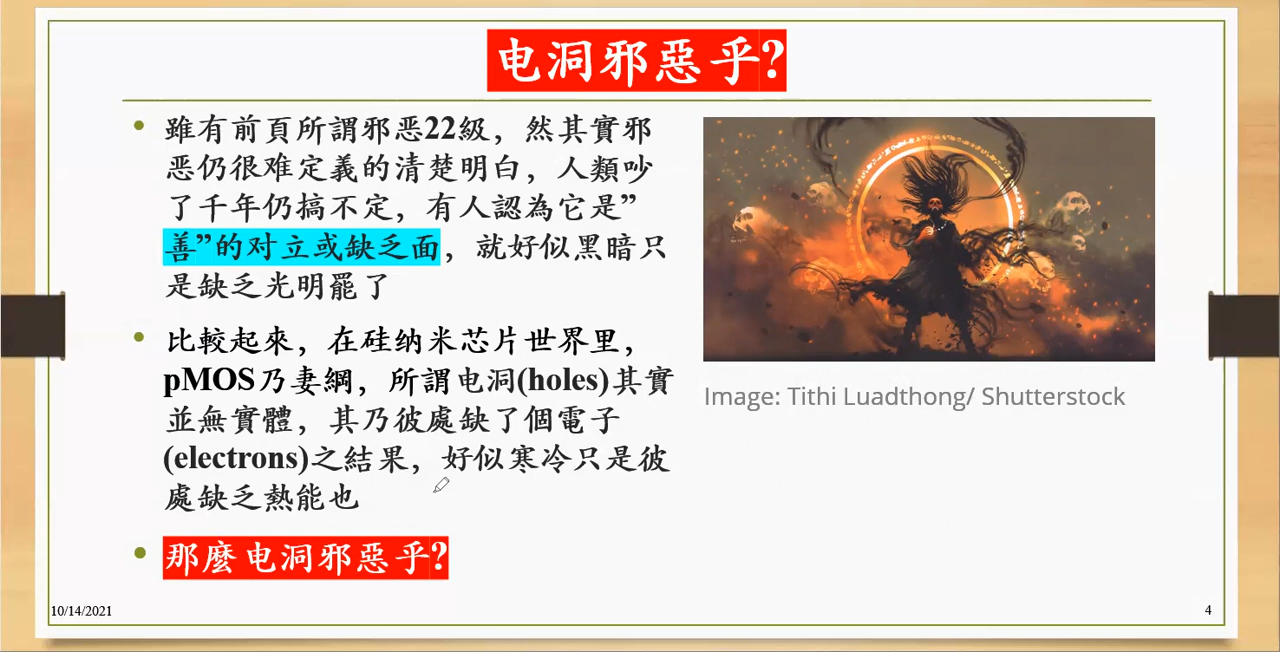 电洞邪惡乎?
• 雖有前頁所謂邪恶22級，然其實邪
恶仍很难定義的清楚明白，人類吵
了千年仍搞不定，有人認為它是”
善”的对立或缺乏面，就好似黑暗只
是缺乏光明罷了
• 比較起來，在硅纳米芯片世界里，
pMOS乃妻綱，所謂电洞(holes)其實
並無實體，其乃彼處缺了個電子
(electrons)之結果，好似寒冷只是彼
處缺乏熱能也
• 那麼电洞邪惡乎?
Image: Tithi Luadthong/ Shutterstock
10/14/2021
4